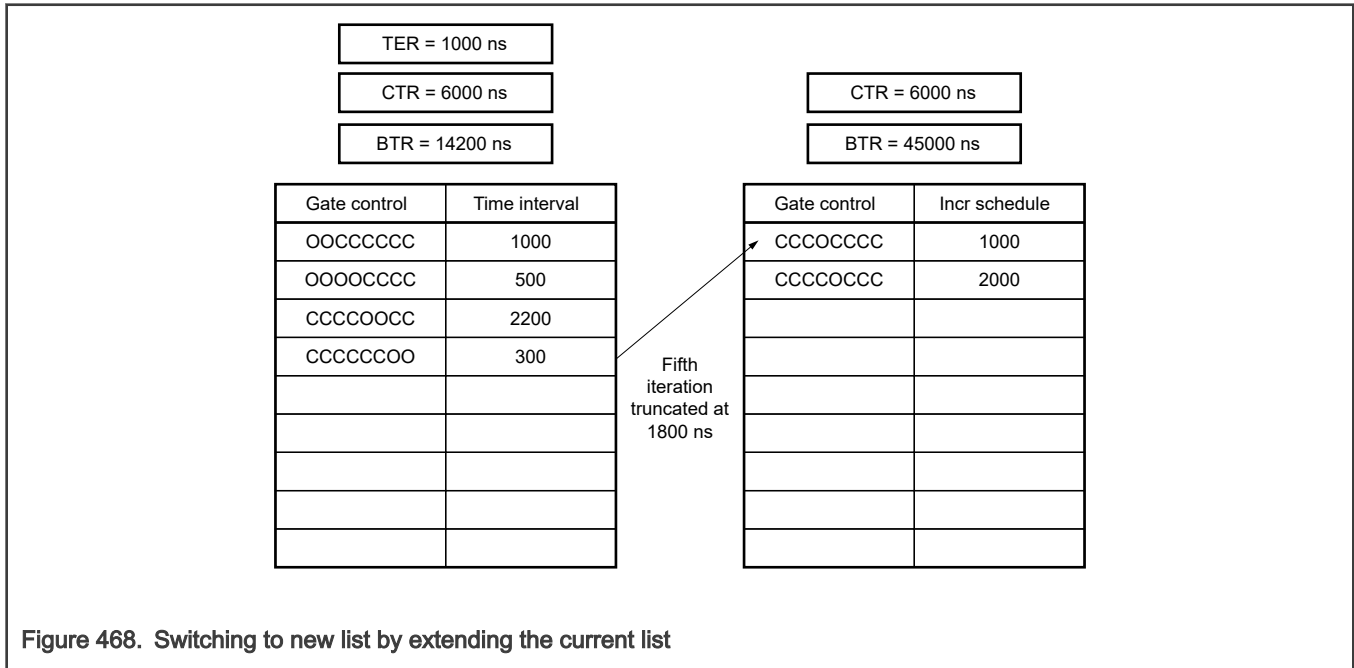 TER = 1000 ns
CTR = 6000 ns
BTR = 14200 ns
CTR = 6000 ns
BTR = 45000 ns
Gate control Time interval
OOCCCCCC 1000
OOOOCCCC 500
CCCCOOCC 2200
CCCCCCOO 300
Fifth
iteration
truncated at
1800 ns
Gate control Incr schedule
CCCOCCCC 1000
CCCCOCCC 2000
Figure 468. Switching to new list by extending the current list